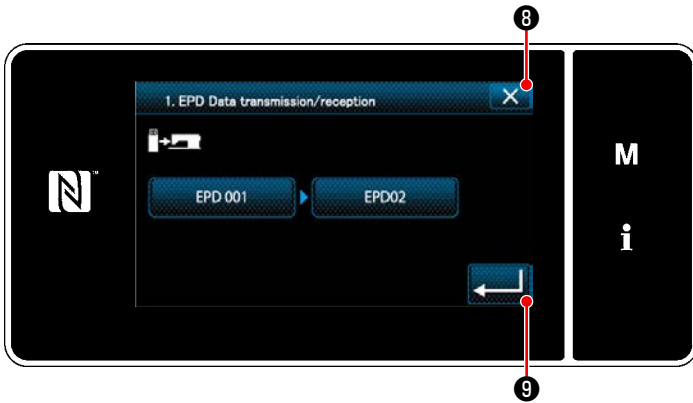 ❽
1. EPD Data transmission/reception
M
EPD 001
EPD02
i
❾